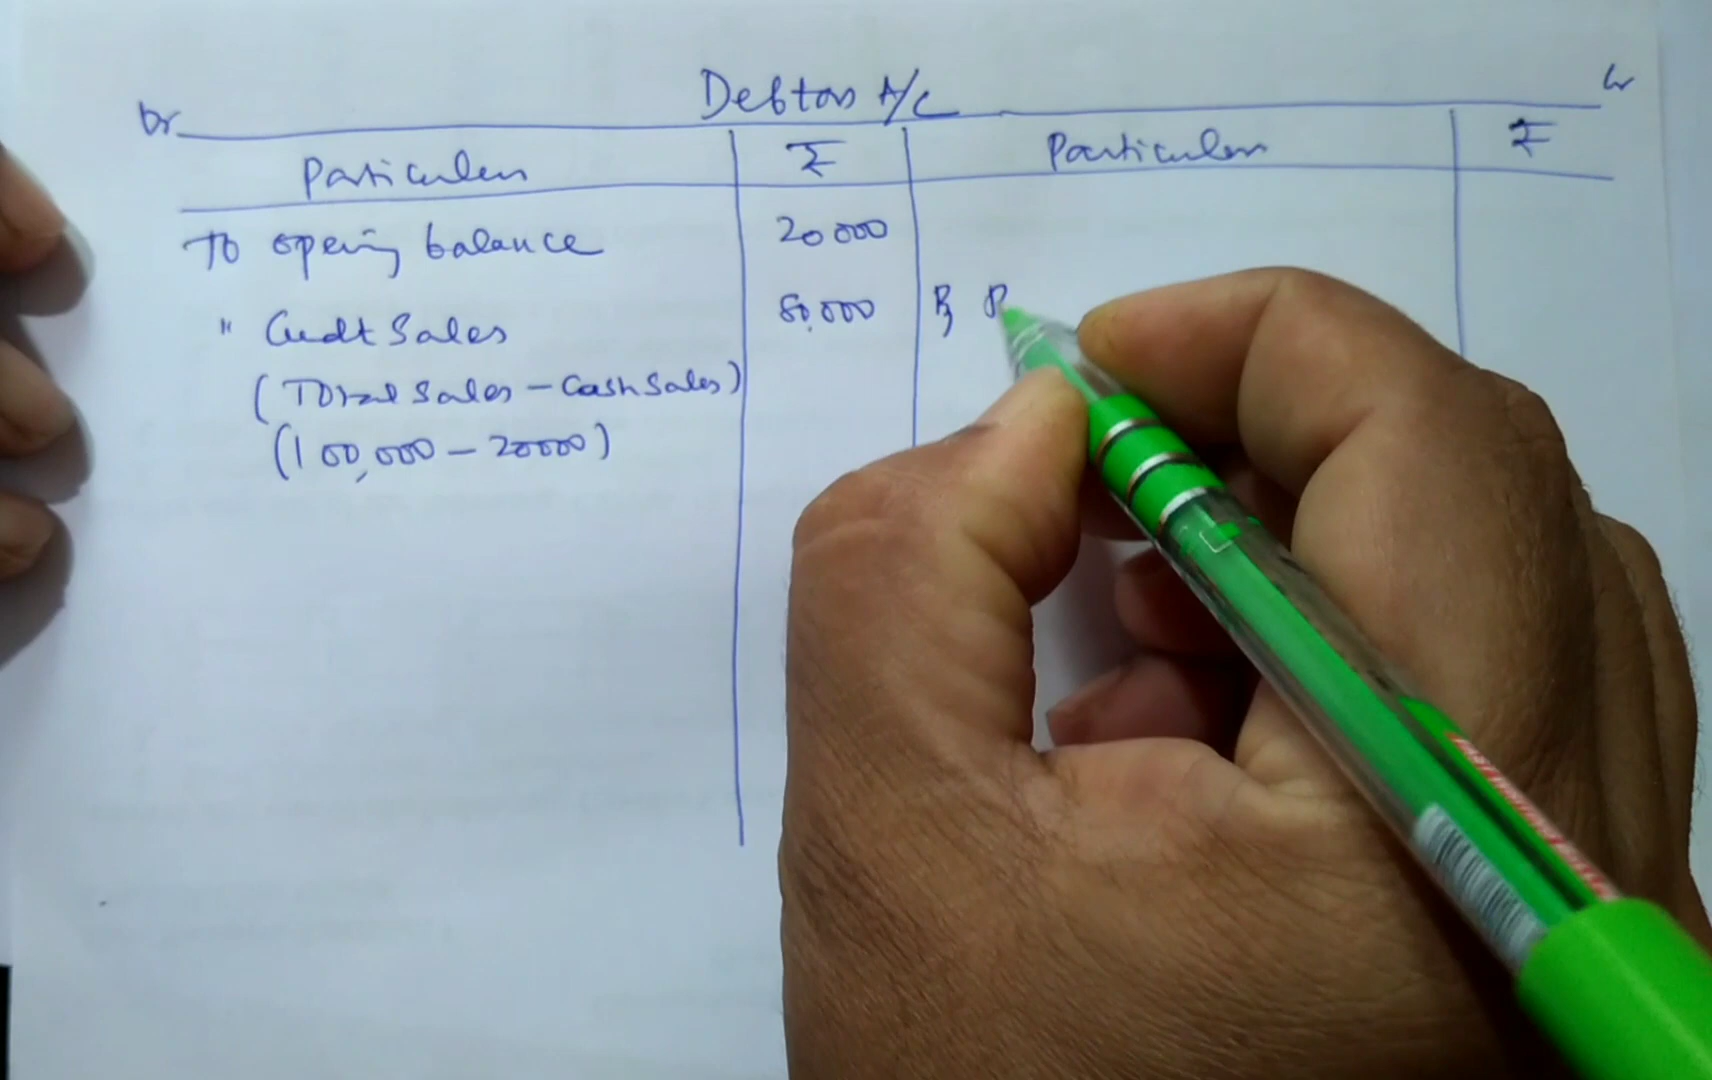 Debtors A/c
Dr Cr
Particulars ₹ Particulars ₹
To opening balance 20000
" Credit Sales 80,000 By
(Total Sales - Cash Sales)
(100,000 - 20000)